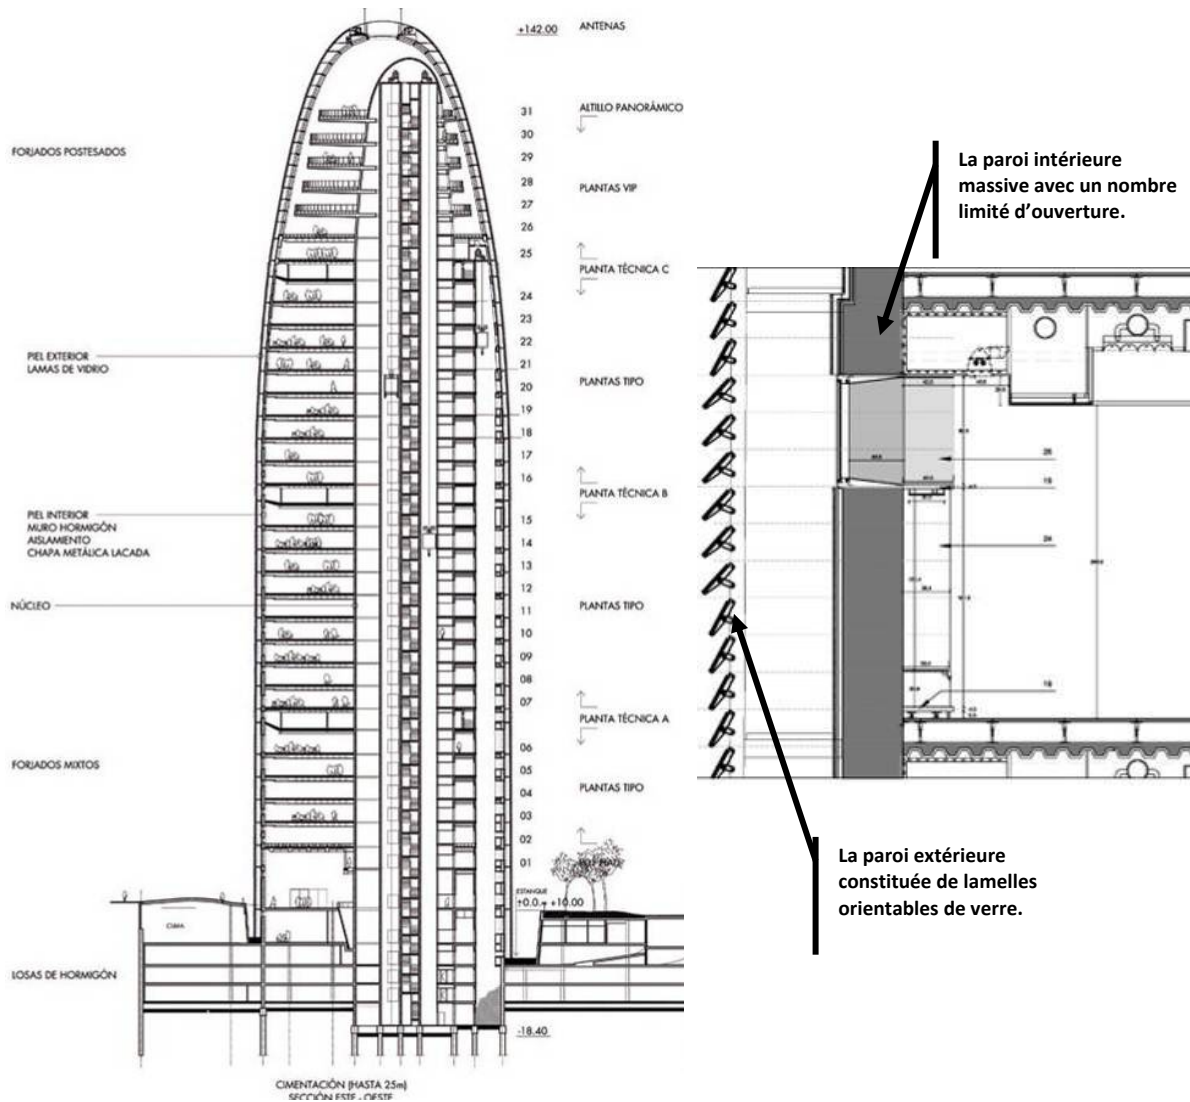 +142.00
ANTENAS
31
ALTILLO PANORÁMICO
30
FORJADOS POSTESADOS
29
28
PLANTAS VIP
27
26
25
PLANTA TÉCNICA C
24
23
22
PIEL EXTERIOR
LAMAS DE VIDRIO
21
20
PLANTAS TIPO
19
18
17
16
PLANTA TÉCNICA B
15
PIEL INTERIOR
MURO HORMIGÓN
AISLAMIENTO
CHAPA METÁLICA LACADA
14
13
12
NÚCLEO
11
PLANTAS TIPO
10
09
08
07
PLANTA TÉCNICA A
06
FORJADOS MIXTOS
05
04
PLANTAS TIPO
03
02
01
ESTANQUE
+10.00
LOSAS DE HORMIGÓN
-18.40
CIMENTACIÓN (HASTA 25m)
SECCIÓN ESTE - OESTE
La paroi intérieure
massive avec un nombre
limité d’ouverture.
La paroi extérieure
constituée de lamelles
orientables de verre.